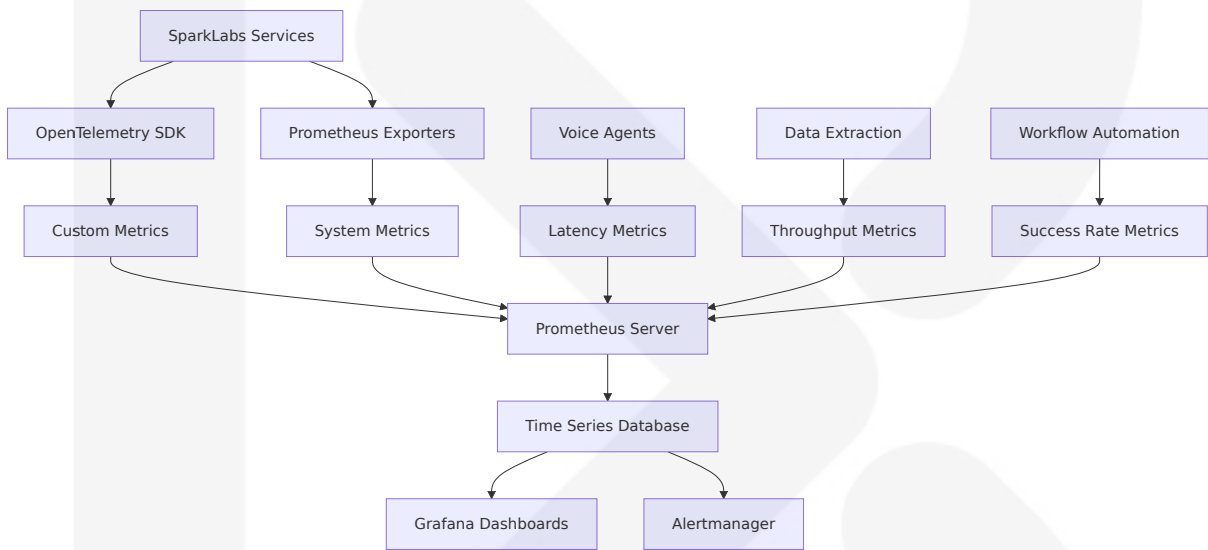 SparkLabs Services
OpenTelemetry SDK
Prometheus Exporters
Voice Agents
Data Extraction
Workflow Automation
Custom Metrics
System Metrics
Latency Metrics
Throughput Metrics
Success Rate Metrics
Prometheus Server
Time Series Database
Grafana Dashboards
Alertmanager